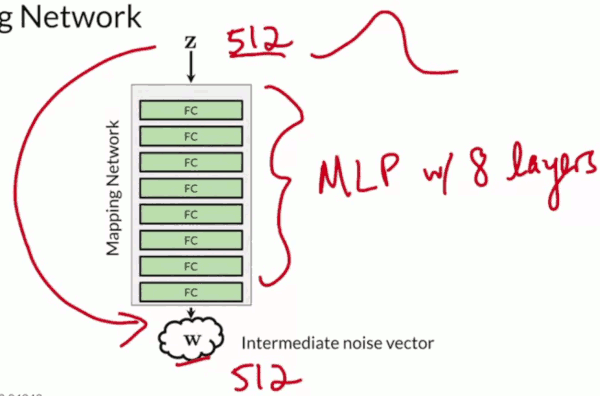 g Network
z 512
Mapping Network
FC
FC
FC
FC
FC
FC
FC
FC
MLP w/ 8 layers
w Intermediate noise vector
512